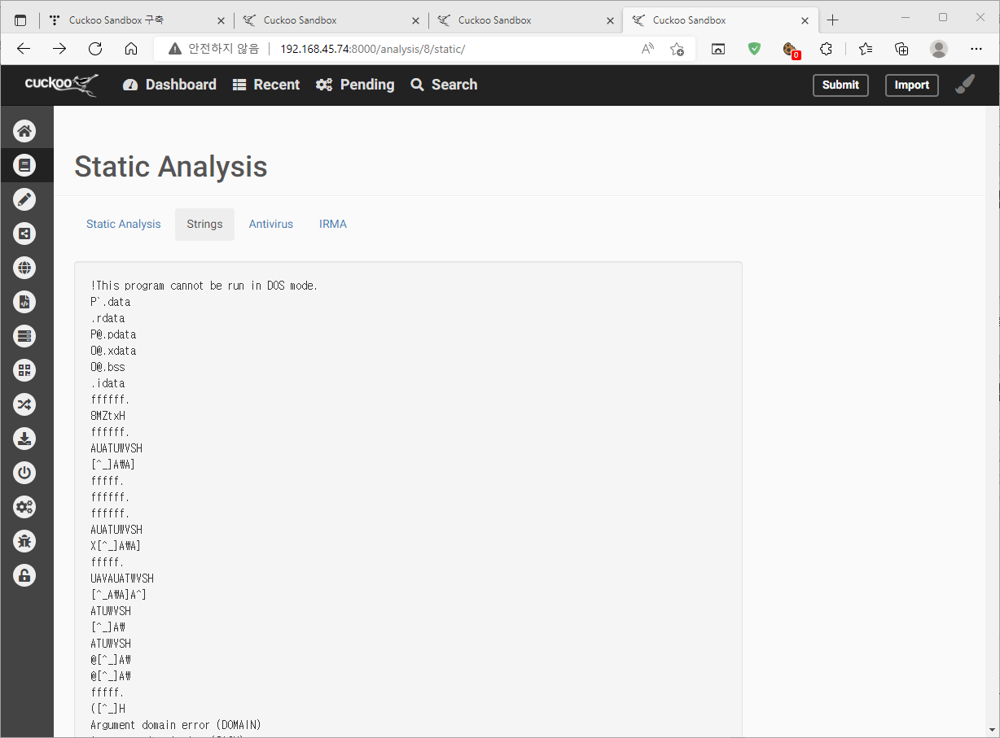 Cuckoo Sandbox 구축
Cuckoo Sandbox
Cuckoo Sandbox
Cuckoo Sandbox
안전하지 않음
192.168.45.74:8000/analysis/8/static/
0
cuckoo
Dashboard
Recent
Pending
Search
Submit
Import
Static Analysis
Static Analysis
Strings
Antivirus
IRMA
!This program cannot be run in DOS mode.
P`.data
.rdata
P@.pdata
0@.xdata
0@.bss
.idata
ffffff.
8MZtxH
ffffff.
AUATUWVSH
[^_]A₩A]
fffff.
ffffff.
ffffff.
AUATUWVSH
X[^_]A₩A]
fffff.
UAVAUATWVSH
[^_A₩A]A^]
ATUWVSH
[^_]A₩
ATUWVSH
@[^_]A₩
@[^_]A₩
fffff.
([^_]H
Argument domain error (DOMAIN)